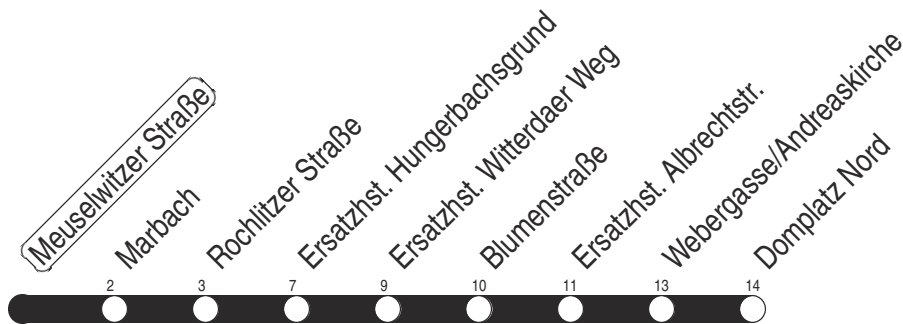 Meuselwitzer Straße
Marbach
Rochlitzer Straße
Ersatzhst. Hungerbachsgrund
Ersatzhst. Witterdaer Weg
Blumenstraße
Ersatzhst. Albrechtstr.
Webergasse/Andreaskirche
Domplatz Nord
2 3 7 9 10 11 13 14